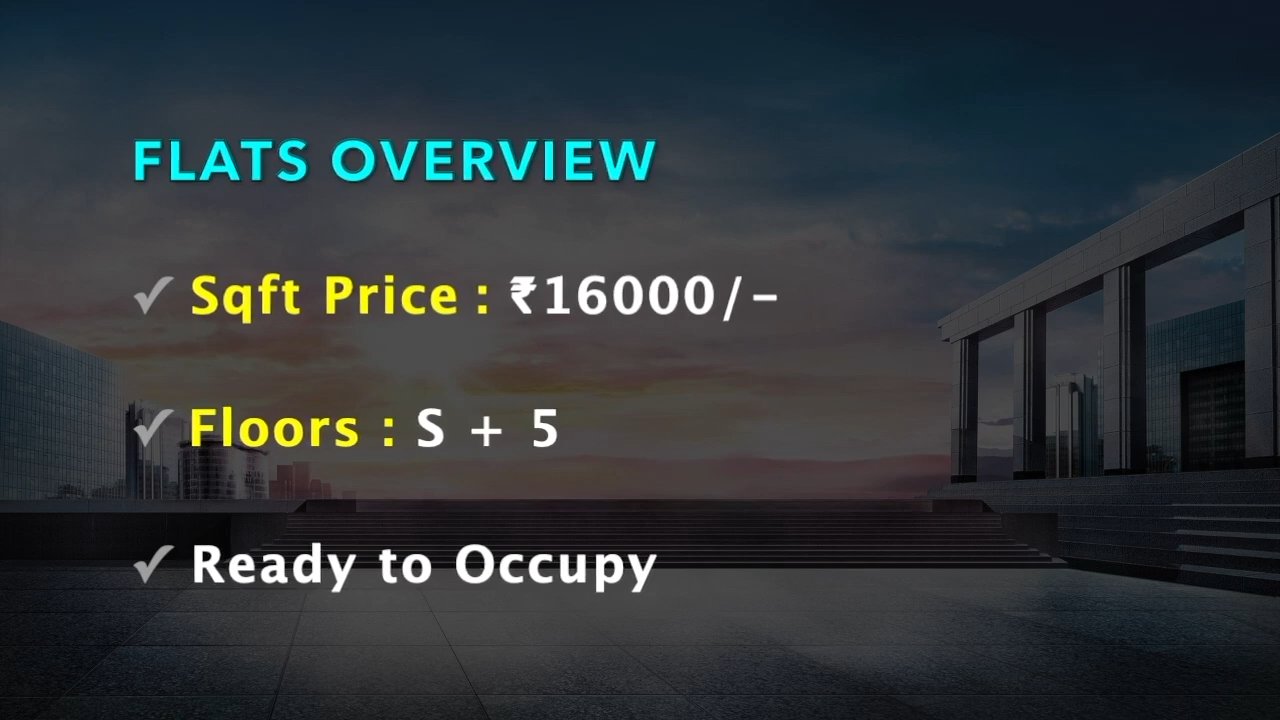 FLATS OVERVIEW
✓ Sqft Price : ₹16000/-
✓ Floors : S + 5
✓ Ready to Occupy